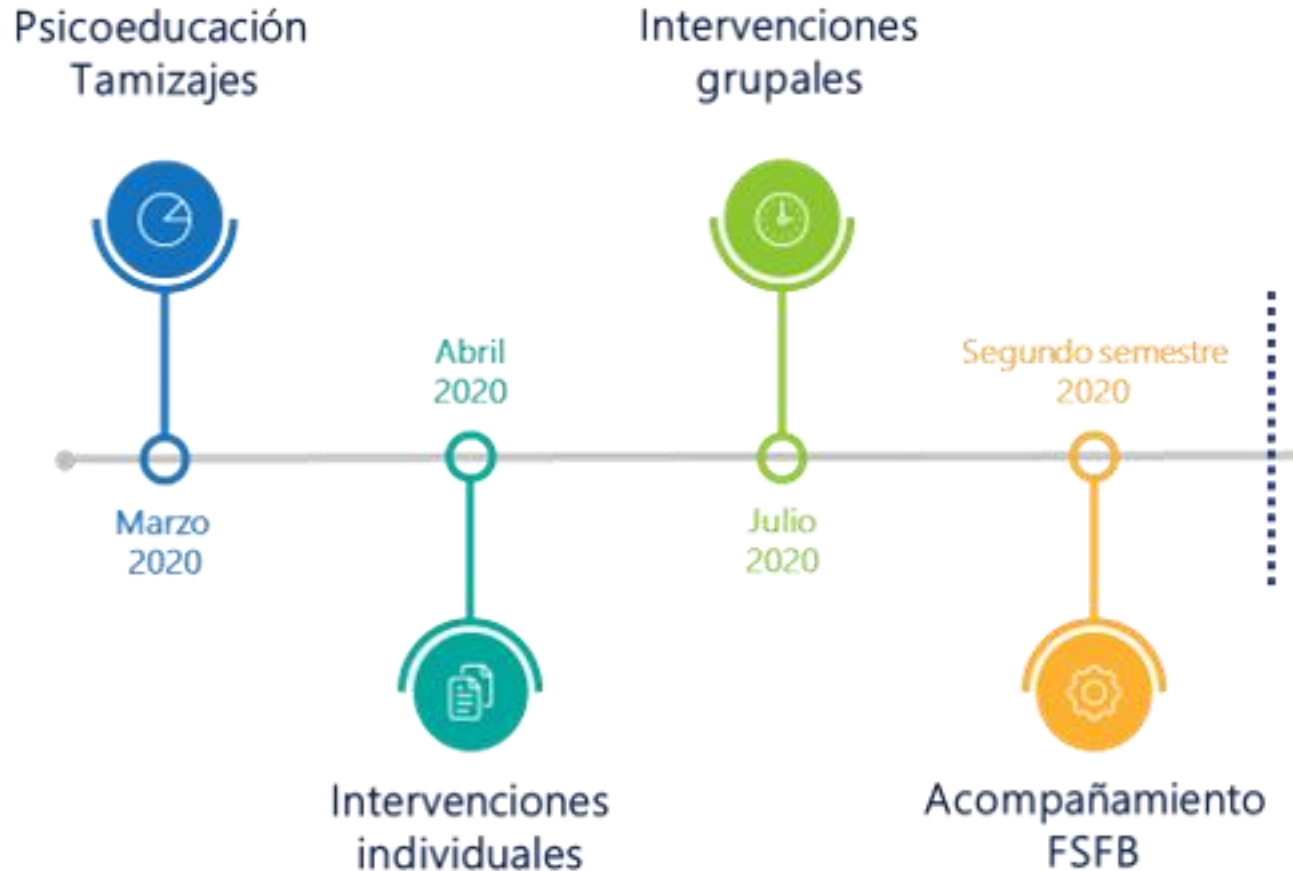 Psicoeducación
Tamizajes
Marzo
2020
Abril
2020
Intervenciones
individuales
Intervenciones
grupales
Julio
2020
Segundo semestre
2020
Acompañamiento
FSFB